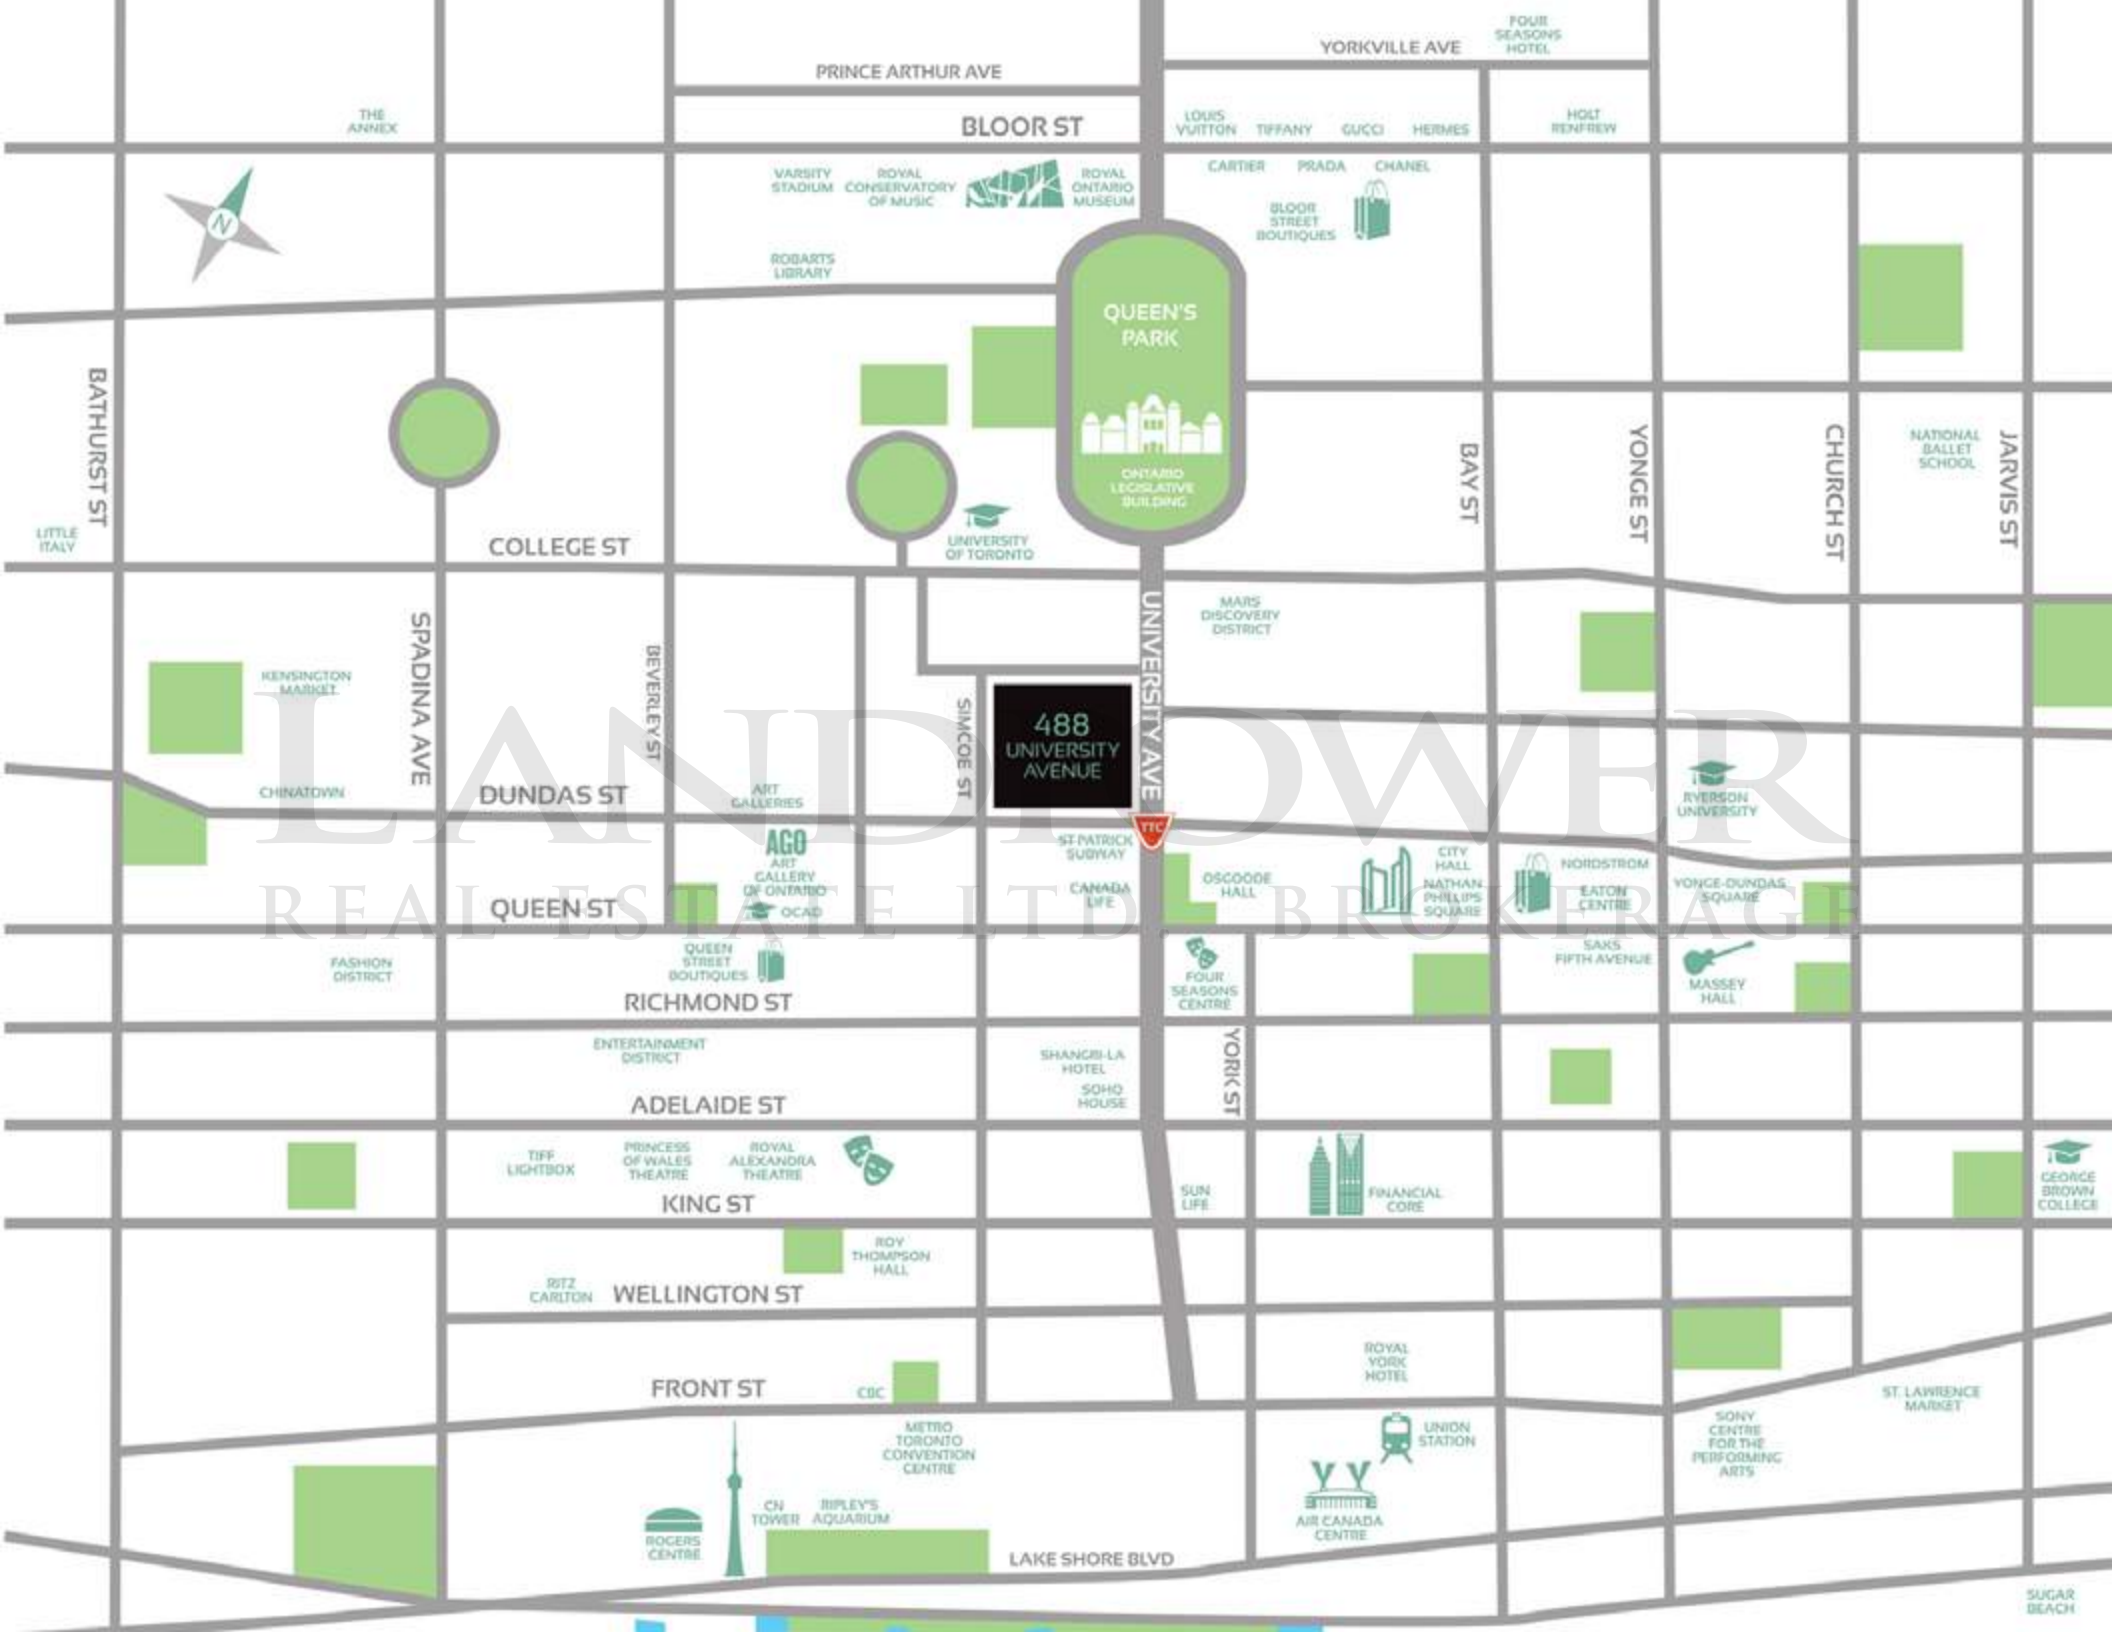 FOUR
SEASONS
HOTEL
YORKVILLE AVE
PRINCE ARTHUR AVE
THE
ANNEX
BLOOR ST
LOUIS
VUITTON
TIFFANY
GUCCI
HERMES
HOLT
RENFREW
VARSITY
STADIUM
ROYAL
CONSERVATORY
OF MUSIC
ROYAL
ONTARIO
MUSEUM
CARTIER
PRADA
CHANEL
BLOOR
STREET
BOUTIQUES
N
ROBARTS
LIBRARY
QUEEN'S
PARK
ONTARIO
LEGISLATIVE
BUILDING
BATHURST ST
BAY ST
YONGE ST
CHURCH ST
NATIONAL
BALLET
SCHOOL
JARVIS ST
LITTLE
ITALY
COLLEGE ST
UNIVERSITY
OF TORONTO
MARS
DISCOVERY
DISTRICT
KENSINGTON
MARKET
SPADINA AVE
BEVERLEY ST
SIMCOE ST
488
UNIVERSITY
AVENUE
UNIVERSITY AVE
LANDPOWER
REAL ESTATE LTD BROKERAGE
CHINATOWN
DUNDAS ST
ART
GALLERIES
RYERSON
UNIVERSITY
TTC
AGO
ART
GALLERY
OF ONTARIO
OCAD
ST PATRICK
SUBWAY
CANADA
LIFE
OSGOODE
HALL
CITY
HALL
NATHAN
PHILLIPS
SQUARE
NORDSTROM
EATON
CENTRE
YONGE-DUNDAS
SQUARE
QUEEN ST
FASHION
DISTRICT
QUEEN
STREET
BOUTIQUES
FOUR
SEASONS
CENTRE
SAKS
FIFTH AVENUE
MASSEY
HALL
RICHMOND ST
ENTERTAINMENT
DISTRICT
SHANGRI-LA
HOTEL
SOHO
HOUSE
YORK ST
ADELAIDE ST
TIFF
LIGHTBOX
PRINCESS
OF WALES
THEATRE
ROYAL
ALEXANDRA
THEATRE
KING ST
SUN
LIFE
FINANCIAL
CORE
GEORGE
BROWN
COLLEGE
ROY
THOMPSON
HALL
RITZ
CARLTON
WELLINGTON ST
ROYAL
YORK
HOTEL
FRONT ST
CBC
ST. LAWRENCE
MARKET
METRO
TORONTO
CONVENTION
CENTRE
UNION
STATION
SONY
CENTRE
FOR THE
PERFORMING
ARTS
ROGERS
CENTRE
CN
TOWER
RIPLEY'S
AQUARIUM
AIR CANADA
CENTRE
LAKE SHORE BLVD
SUGAR
BEACH